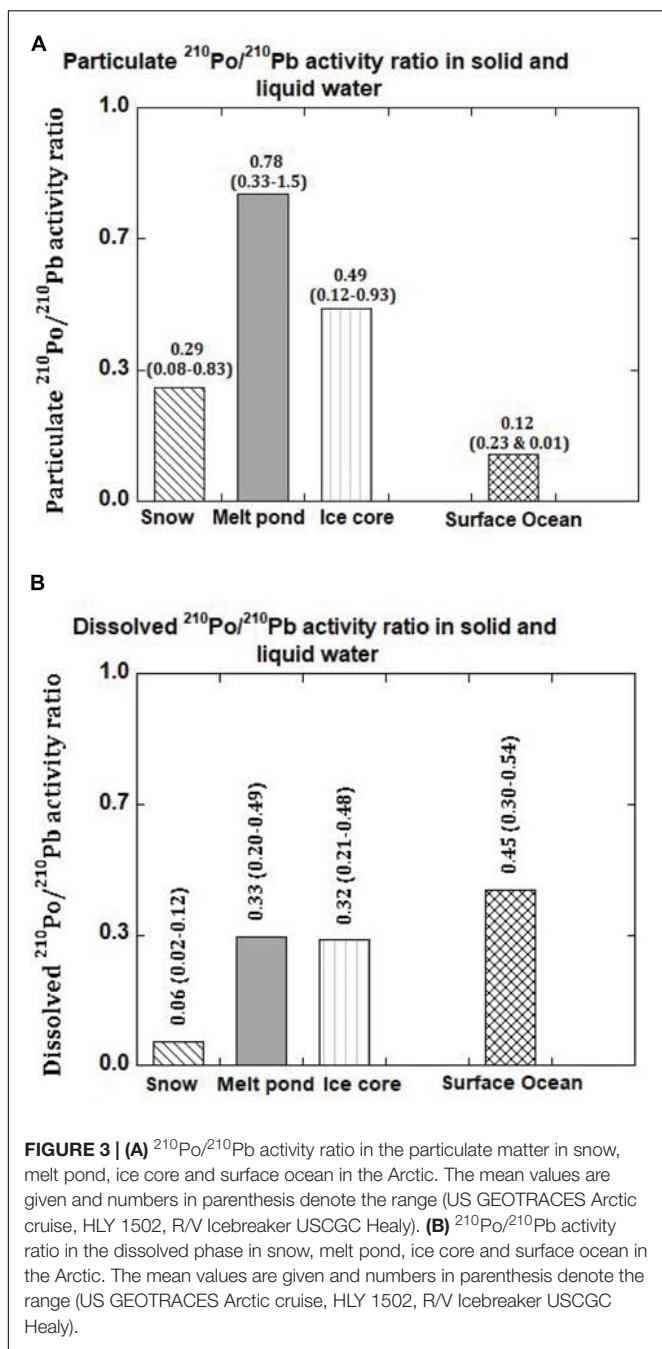 A
Particulate ²¹⁰Po/²¹⁰Pb activity ratio in solid and
liquid water
Particulate ²¹⁰Po/²¹⁰Pb activity ratio
1.0
0.7
0.3
0.0
0.29
(0.08-0.83)
0.78
(0.33-1.5)
0.49
(0.12-0.93)
0.12
(0.23 & 0.01)
Snow Melt pond Ice core Surface Ocean
B
Dissolved ²¹⁰Po/²¹⁰Pb activity ratio in solid and
liquid water
Dissolved ²¹⁰Po/²¹⁰Pb activity ratio
1.0
0.7
0.3
0.0
0.06 (0.02-0.12)
0.33 (0.20-0.49)
0.32 (0.21-0.48)
0.45 (0.30-0.54)
Snow Melt pond Ice core Surface Ocean
FIGURE 3 | (A) ²¹⁰Po/²¹⁰Pb activity ratio in the particulate matter in snow,
melt pond, ice core and surface ocean in the Arctic. The mean values are
given and numbers in parenthesis denote the range (US GEOTRACES Arctic
cruise, HLY 1502, R/V Icebreaker USCGC Healy). (B) ²¹⁰Po/²¹⁰Pb activity
ratio in the dissolved phase in snow, melt pond, ice core and surface ocean in
the Arctic. The mean values are given and numbers in parenthesis denote the
range (US GEOTRACES Arctic cruise, HLY 1502, R/V Icebreaker USCGC
Healy).